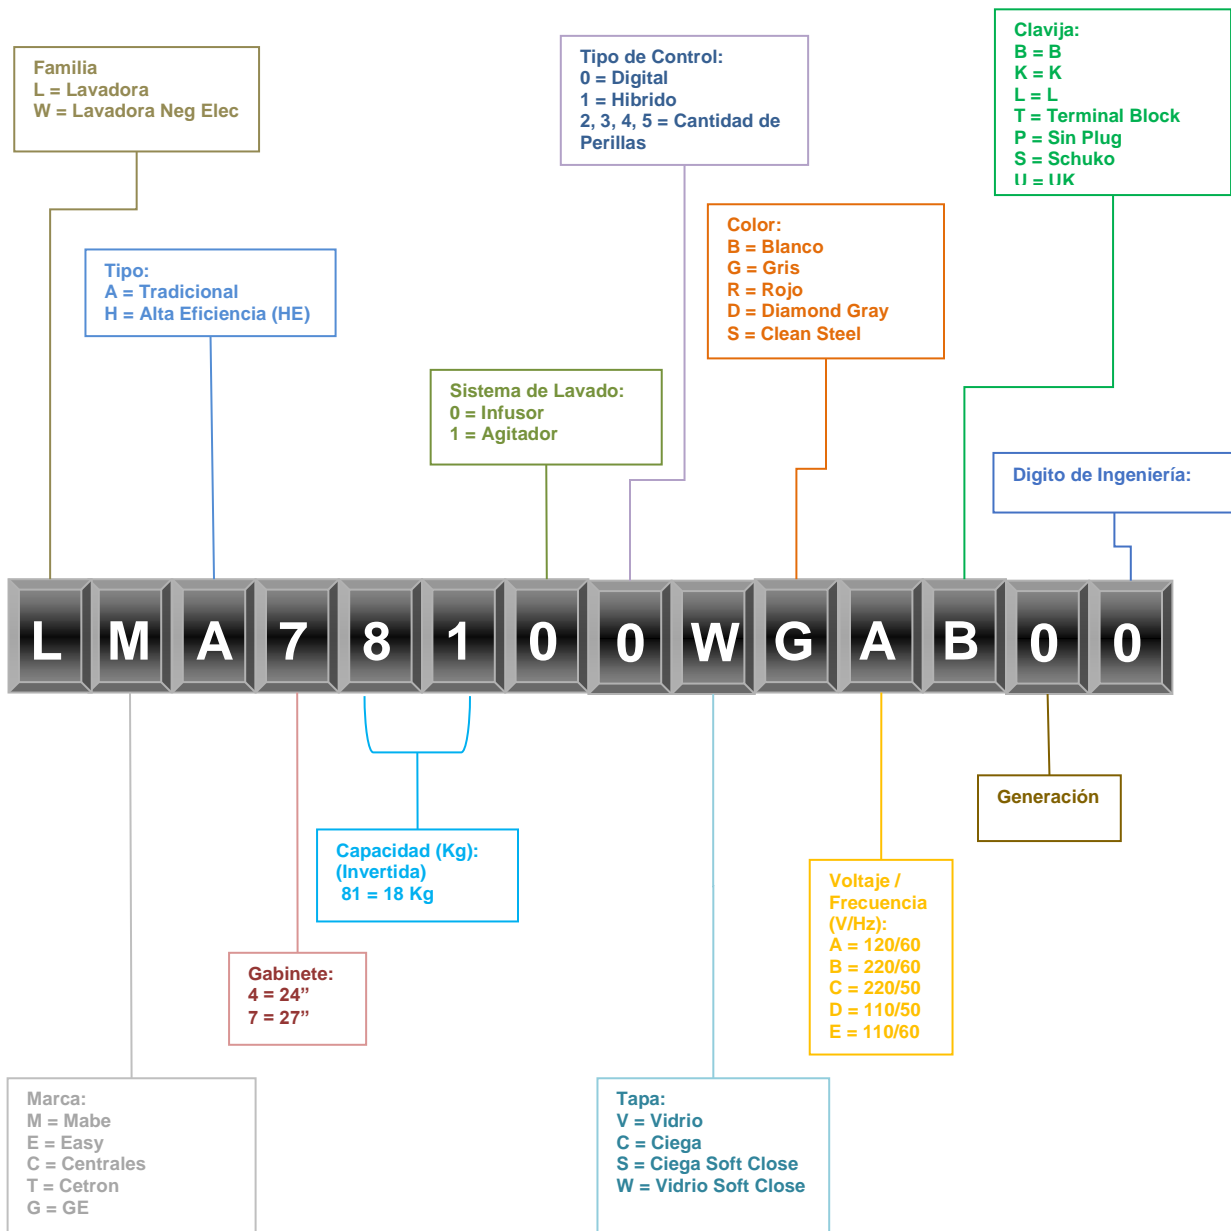 Familia
L = Lavadora
W = Lavadora Neg Elec
Tipo de Control:
0 = Digital
1 = Hibrido
2, 3, 4, 5 = Cantidad de
Perillas
Clavija:
B = B
K = K
L = L
T = Terminal Block
P = Sin Plug
S = Schuko
U = UK
Tipo:
A = Tradicional
H = Alta Eficiencia (HE)
Color:
B = Blanco
G = Gris
R = Rojo
D = Diamond Gray
S = Clean Steel
Sistema de Lavado:
0 = Infusor
1 = Agitador
Digito de Ingeniería:
L M A 7 8 1 0 0 W G A B 0 0
Generación
Capacidad (Kg):
(Invertida)
81 = 18 Kg
Voltaje /
Frecuencia
(V/Hz):
A = 120/60
B = 220/60
C = 220/50
D = 110/50
E = 110/60
Gabinete:
4 = 24”
7 = 27”
Marca:
M = Mabe
E = Easy
C = Centrales
T = Cetron
G = GE
Tapa:
V = Vidrio
C = Ciega
S = Ciega Soft Close
W = Vidrio Soft Close